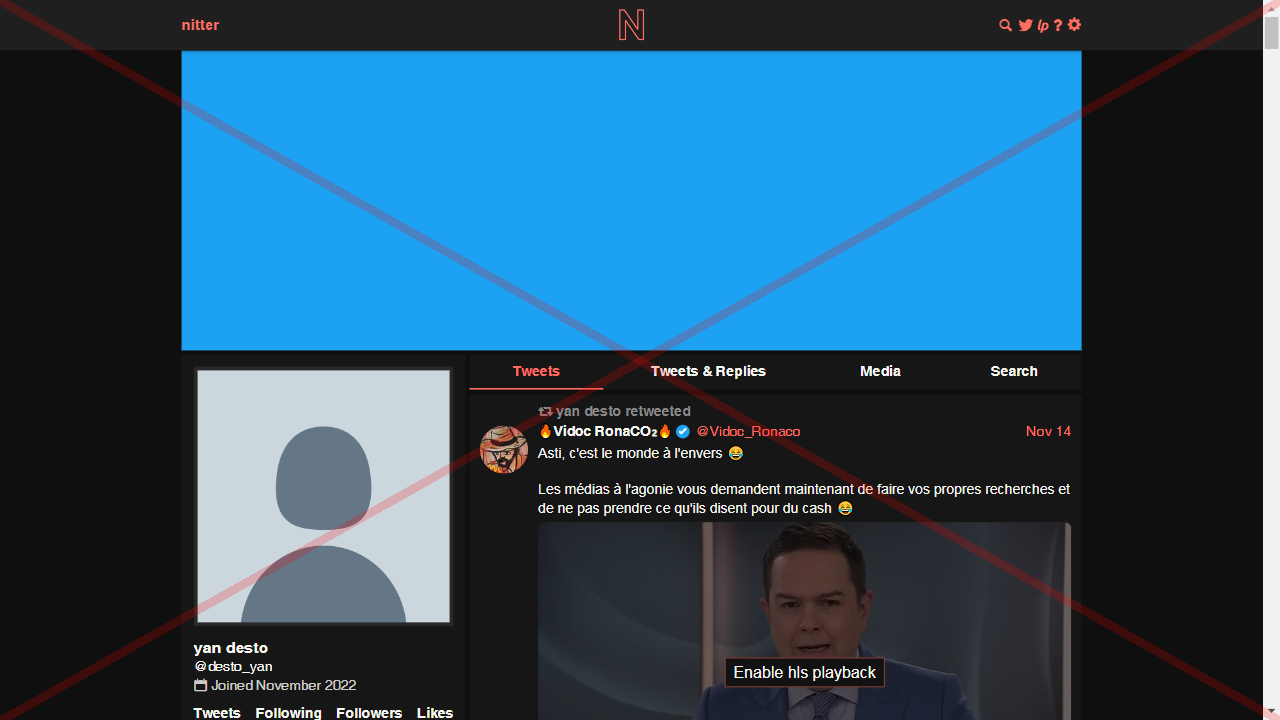 nitter
N
lp ?
Tweets
Tweets & Replies
Media
Search
yan desto retweeted
🔥Vidoc RonaCO₂🔥 @Vidoc_Ronaco Nov 14
Asti, c'est le monde à l'envers 😂
Les médias à l'agonie vous demandent maintenant de faire vos propres recherches et
de ne pas prendre ce qu'ils disent pour du cash 😂
Enable hls playback
yan desto
@desto_yan
Joined November 2022
Tweets Following Followers Likes